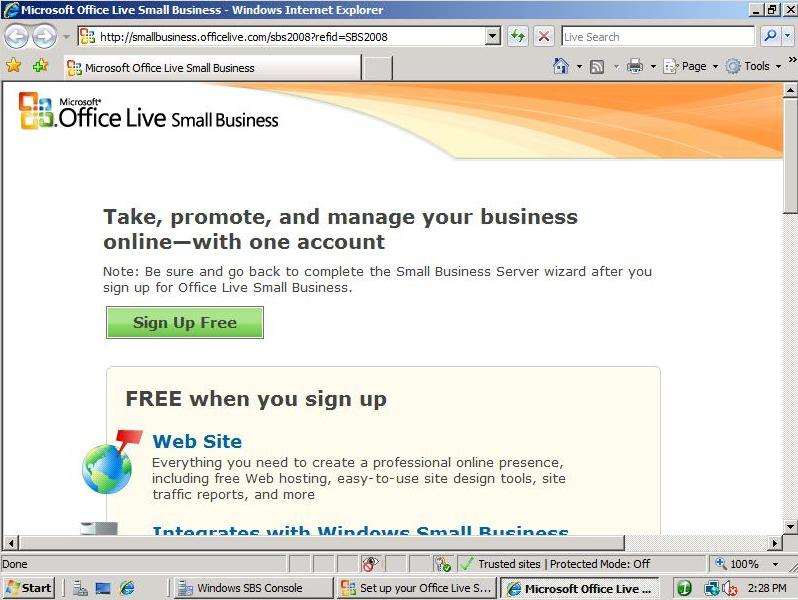 Microsoft Office Live Small Business - Windows Internet Explorer
http://smallbusiness.officelive.com/sbs2008?refid=SBS2008
Live Search
Microsoft Office Live Small Business
Page
Tools
Microsoft®
Office Live Small Business
Take, promote, and manage your business
online—with one account
Note: Be sure and go back to complete the Small Business Server wizard after you
sign up for Office Live Small Business.
Sign Up Free
FREE when you sign up
Web Site
Everything you need to create a professional online presence,
including free Web hosting, easy-to-use site design tools, site
traffic reports, and more
Integrates with Windows Small Business
Done
Trusted sites | Protected Mode: Off
100%
Start
Windows SBS Console
Set up your Office Live S...
Microsoft Office Live ...
2:28 PM